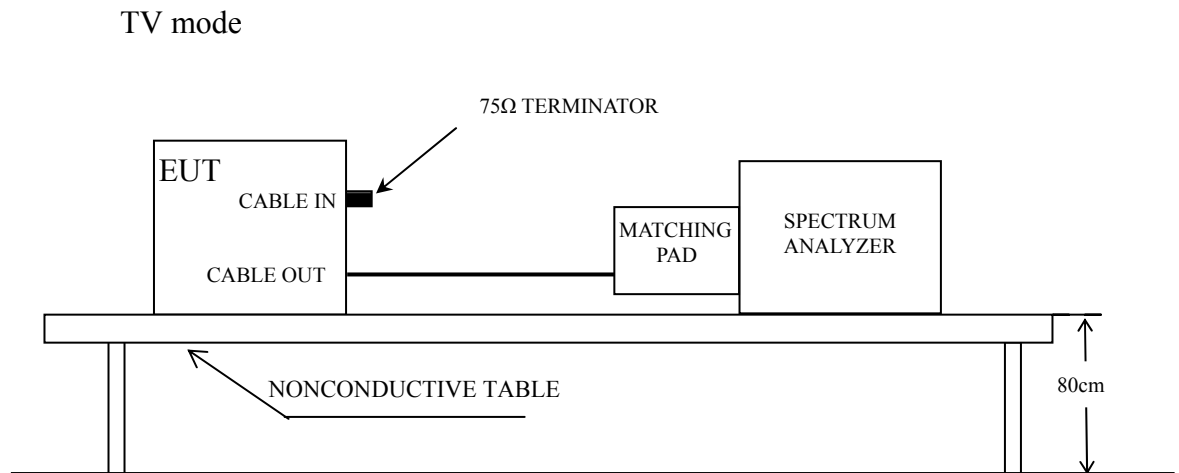 TV mode
75Ω TERMINATOR
EUT
CABLE IN
CABLE OUT
MATCHING
PAD
SPECTRUM
ANALYZER
NONCONDUCTIVE TABLE
80cm